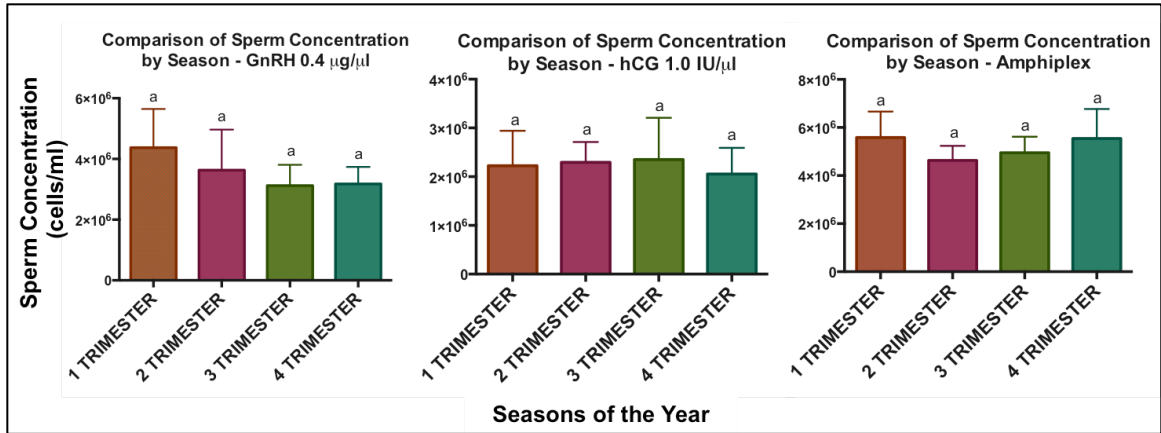 Comparison of Sperm Concentration
by Season - GnRH 0.4 μg/μl
Sperm Concentration
(cells/ml)
6×10⁶
4×10⁶
2×10⁶
0
a
a
a
a
1 TRIMESTER
2 TRIMESTER
3 TRIMESTER
4 TRIMESTER
Comparison of Sperm Concentration
by Season - hCG 1.0 IU/μl
4×10⁶
3×10⁶
2×10⁶
1×10⁶
0
a
a
a
a
1 TRIMESTER
2 TRIMESTER
3 TRIMESTER
4 TRIMESTER
Comparison of Sperm Concentration
by Season - Amphiplex
8×10⁶
6×10⁶
4×10⁶
2×10⁶
0
a
a
a
a
1 TRIMESTER
2 TRIMESTER
3 TRIMESTER
4 TRIMESTER
Seasons of the Year